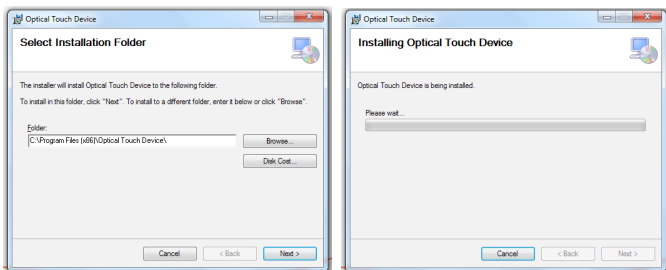 Optical Touch Device
Select Installation Folder
The installer will install Optical Touch Device to the following folder.
To install in this folder, click "Next". To install to a different folder, enter it below or click "Browse".
Folder:
C:\Program Files (x86)\Optical Touch Device\
Browse...
Disk Cost...
Cancel
< Back
Next >
Optical Touch Device
Installing Optical Touch Device
Optical Touch Device is being installed.
Please wait...
Cancel
< Back
Next >